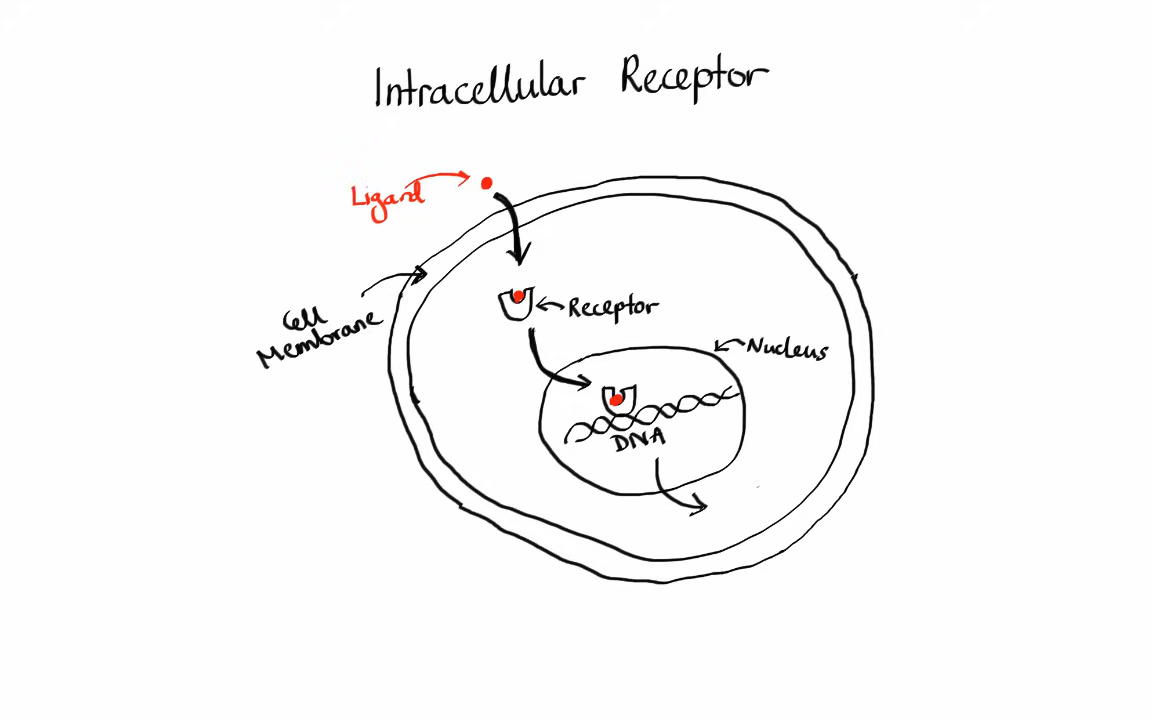 Intracellular Receptor
Ligand
Cell
Membrane
Receptor
Nucleus
DNA